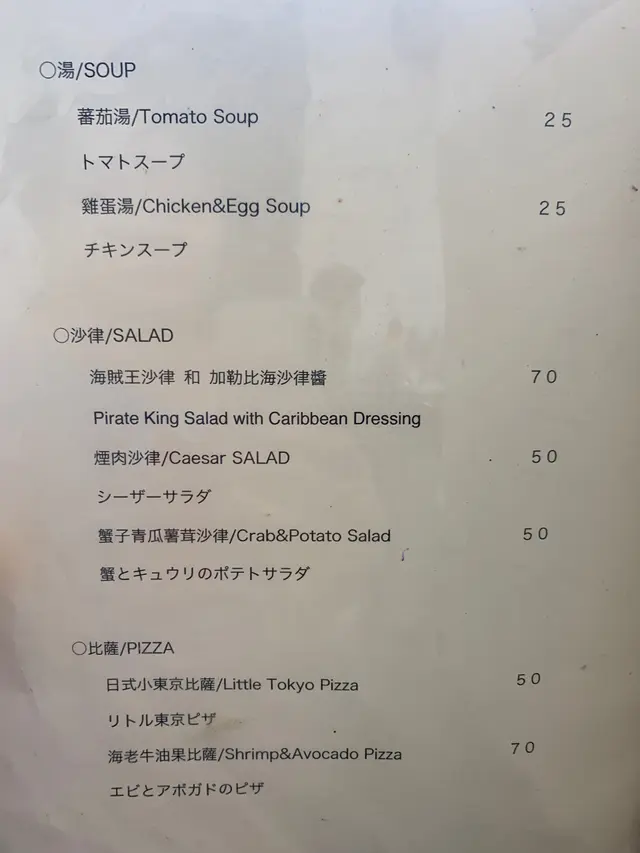 〇湯/SOUP
蕃茄湯/Tomato Soup 25
トマトスープ
雞蛋湯/Chicken&Egg Soup 25
チキンスープ
〇沙律/SALAD
海賊王沙律 和 加勒比海沙律醬 70
Pirate King Salad with Caribbean Dressing
煙肉沙律/Caesar SALAD 50
シーザーサラダ
蟹子青瓜薯茸沙律/Crab&Potato Salad 50
蟹とキュウリのポテトサラダ
〇比薩/PIZZA
日式小東京比薩/Little Tokyo Pizza 50
リトル東京ピザ
海老牛油果比薩/Shrimp&Avocado Pizza 70
エビとアボガドのピザ